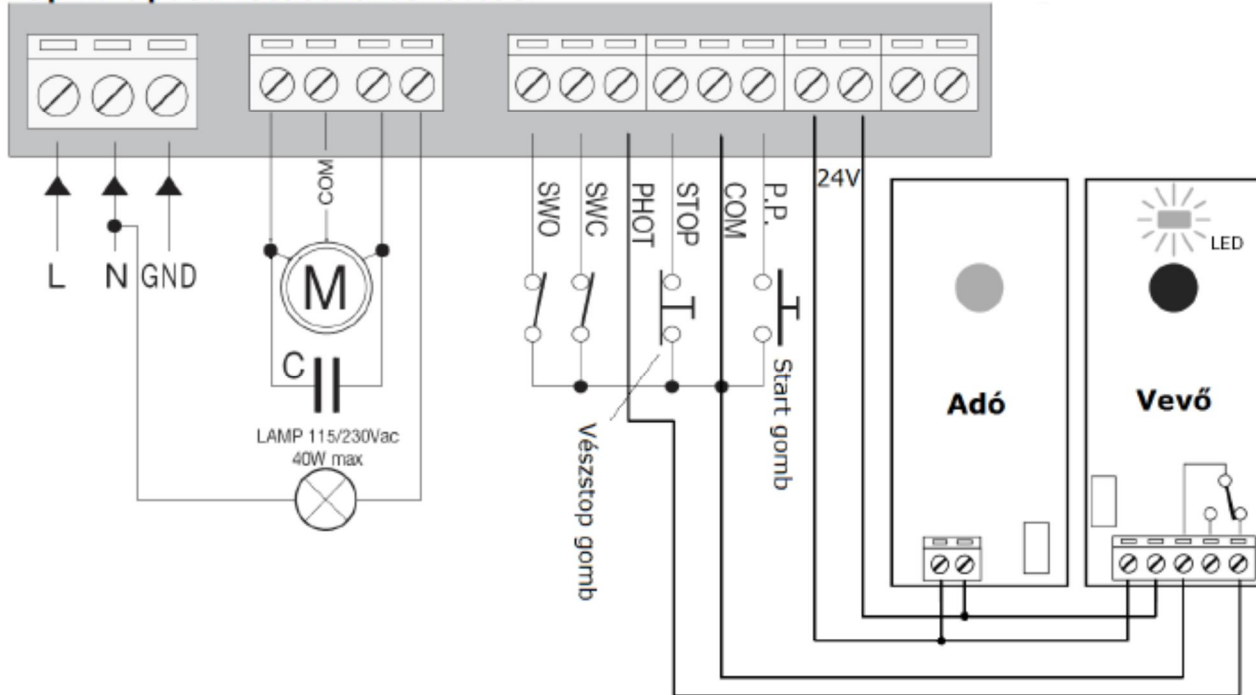 L N GND
COM
M
C
LAMP 115/230Vac
40W max
SWO
SWC
PHOT
STOP
COM
P.P.
24V
Vészstop gomb
Start gomb
Adó
LED
Vevő